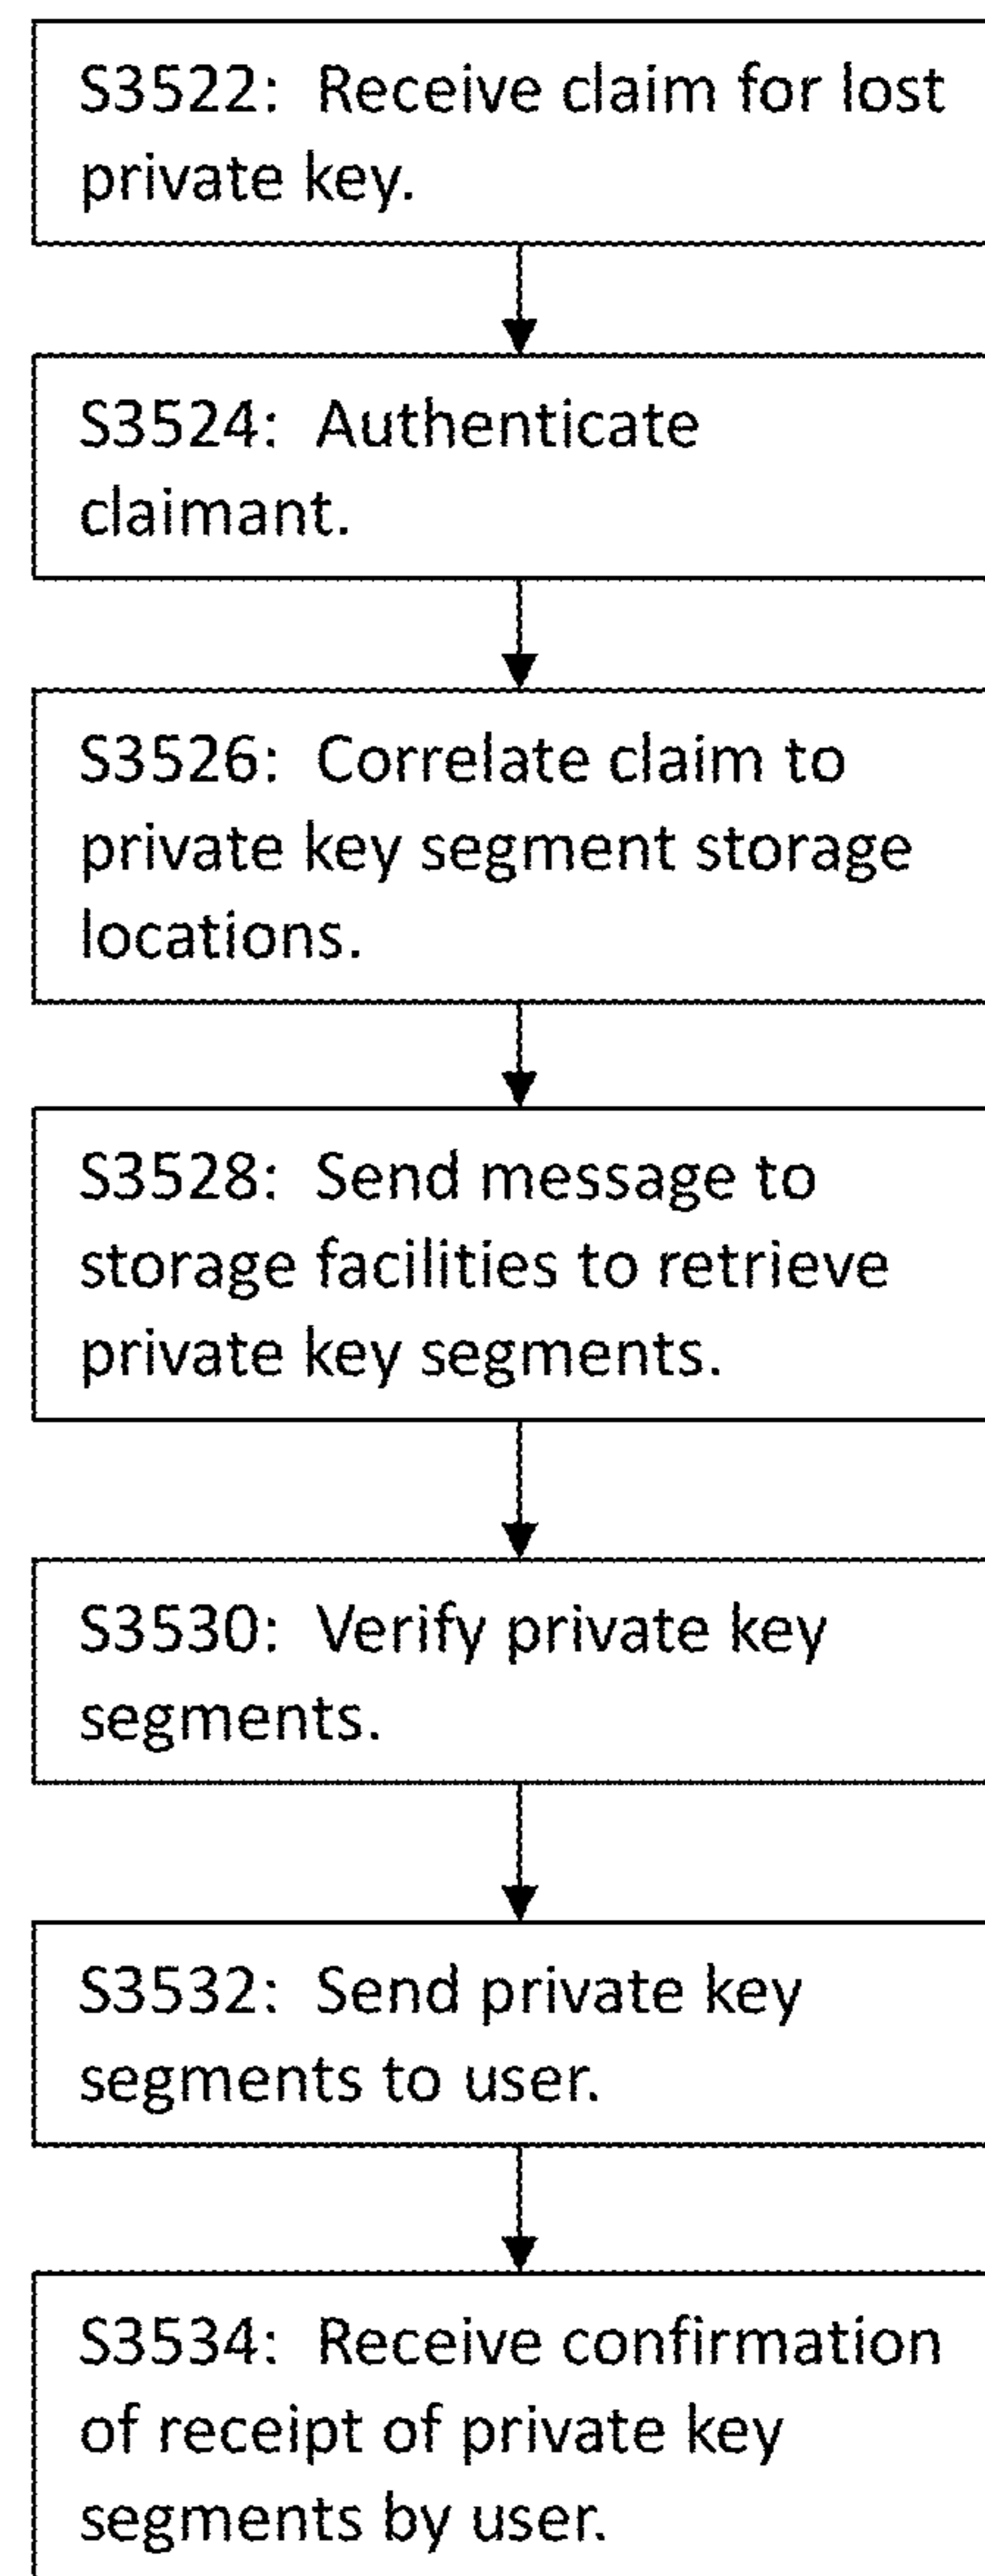 S3522: Receive claim for lost
private key.
S3524: Authenticate
claimant.
S3526: Correlate claim to
private key segment storage
locations.
S3528: Send message to
storage facilities to retrieve
private key segments.
S3530: Verify private key
segments.
S3532: Send private key
segments to user.
S3534: Receive confirmation
of receipt of private key
segments by user.